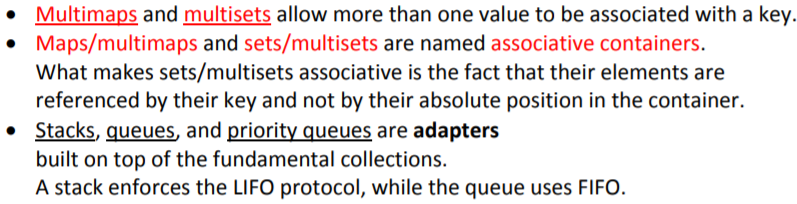 • Multimaps and multisets allow more than one value to be associated with a key.
• Maps/multimaps and sets/multisets are named associative containers.
What makes sets/multisets associative is the fact that their elements are
referenced by their key and not by their absolute position in the container.
• Stacks, queues, and priority queues are adapters
built on top of the fundamental collections.
A stack enforces the LIFO protocol, while the queue uses FIFO.